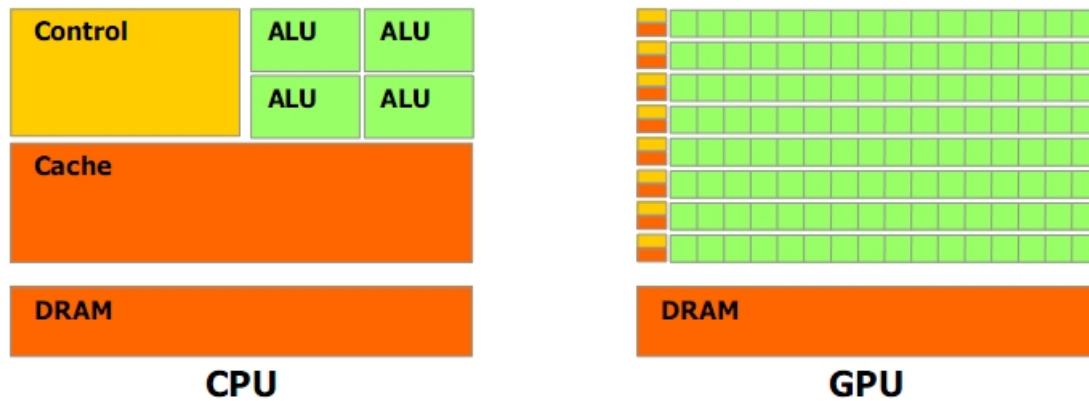 Control
ALU ALU
ALU ALU
Cache
DRAM
CPU
DRAM
GPU